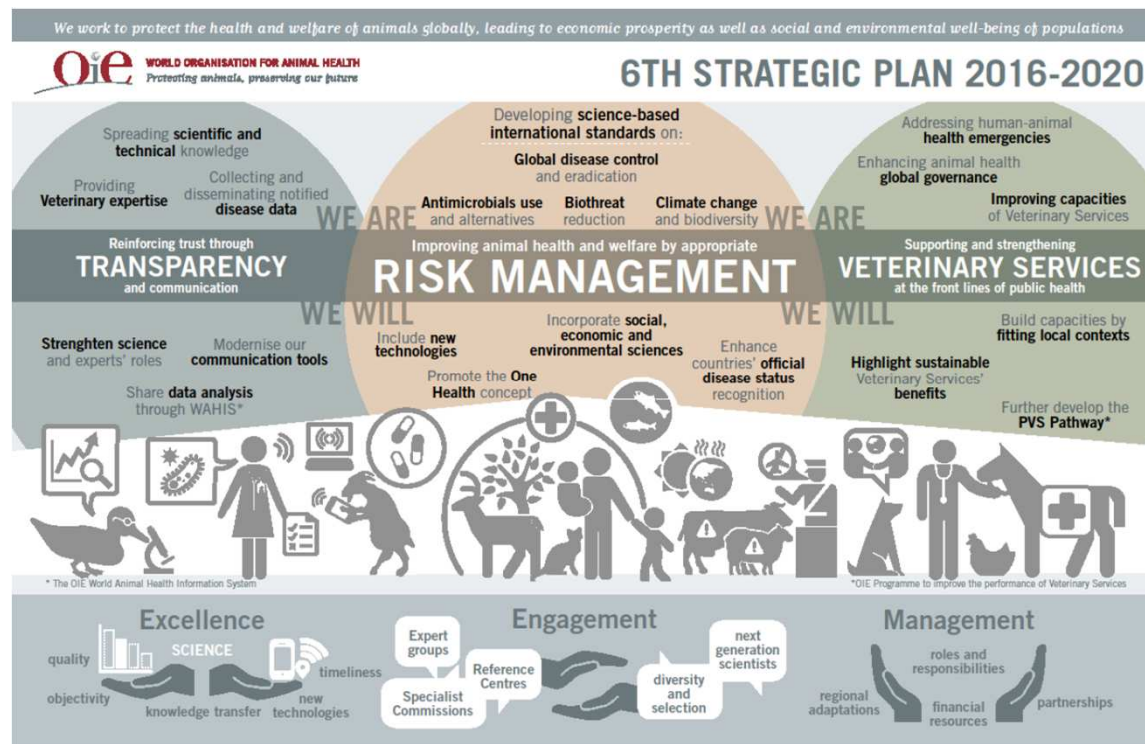 We work to protect the health and welfare of animals globally, leading to economic prosperity as well as social and environmental well-being of populations
Oie
WORLD ORGANISATION FOR ANIMAL HEALTH
Protecting animals, preserving our future
6TH STRATEGIC PLAN 2016-2020
Spreading scientific and
technical knowledge
Providing
Veterinary expertise
Collecting and
disseminating notified
disease data
WE ARE
Reinforcing trust through
TRANSPARENCY
and communication
WE WILL
Strenghten science
and experts' roles
Modernise our
communication tools
Share data analysis
through WAHIS*
Developing science-based
international standards on:
Global disease control
and eradication
Antimicrobials use
and alternatives
Biothreat
reduction
Climate change
and biodiversity
WE ARE
Improving animal health and welfare by appropriate
RISK MANAGEMENT
WE WILL
Include new
technologies
Incorporate social,
economic and
environmental sciences
Promote the One
Health concept
Enhance
countries' official
disease status
recognition
Addressing human-animal
health emergencies
Enhancing animal health
global governance
Improving capacities
of Veterinary Services
Supporting and strengthening
VETERINARY SERVICES
at the front lines of public health
Build capacities by
fitting local contexts
Highlight sustainable
Veterinary Services'
benefits
Further develop the
PVS Pathway*
* The OIE World Animal Health Information System
*OIE Programme to improve the performance of Veterinary Services
Excellence
SCIENCE
quality
objectivity
knowledge transfer
new
technologies
timeliness
Engagement
Expert
groups
Reference
Centres
Specialist
Commissions
diversity
and
selection
next
generation
scientists
Management
roles and
responsibilities
regional
adaptations
financial
resources
partnerships